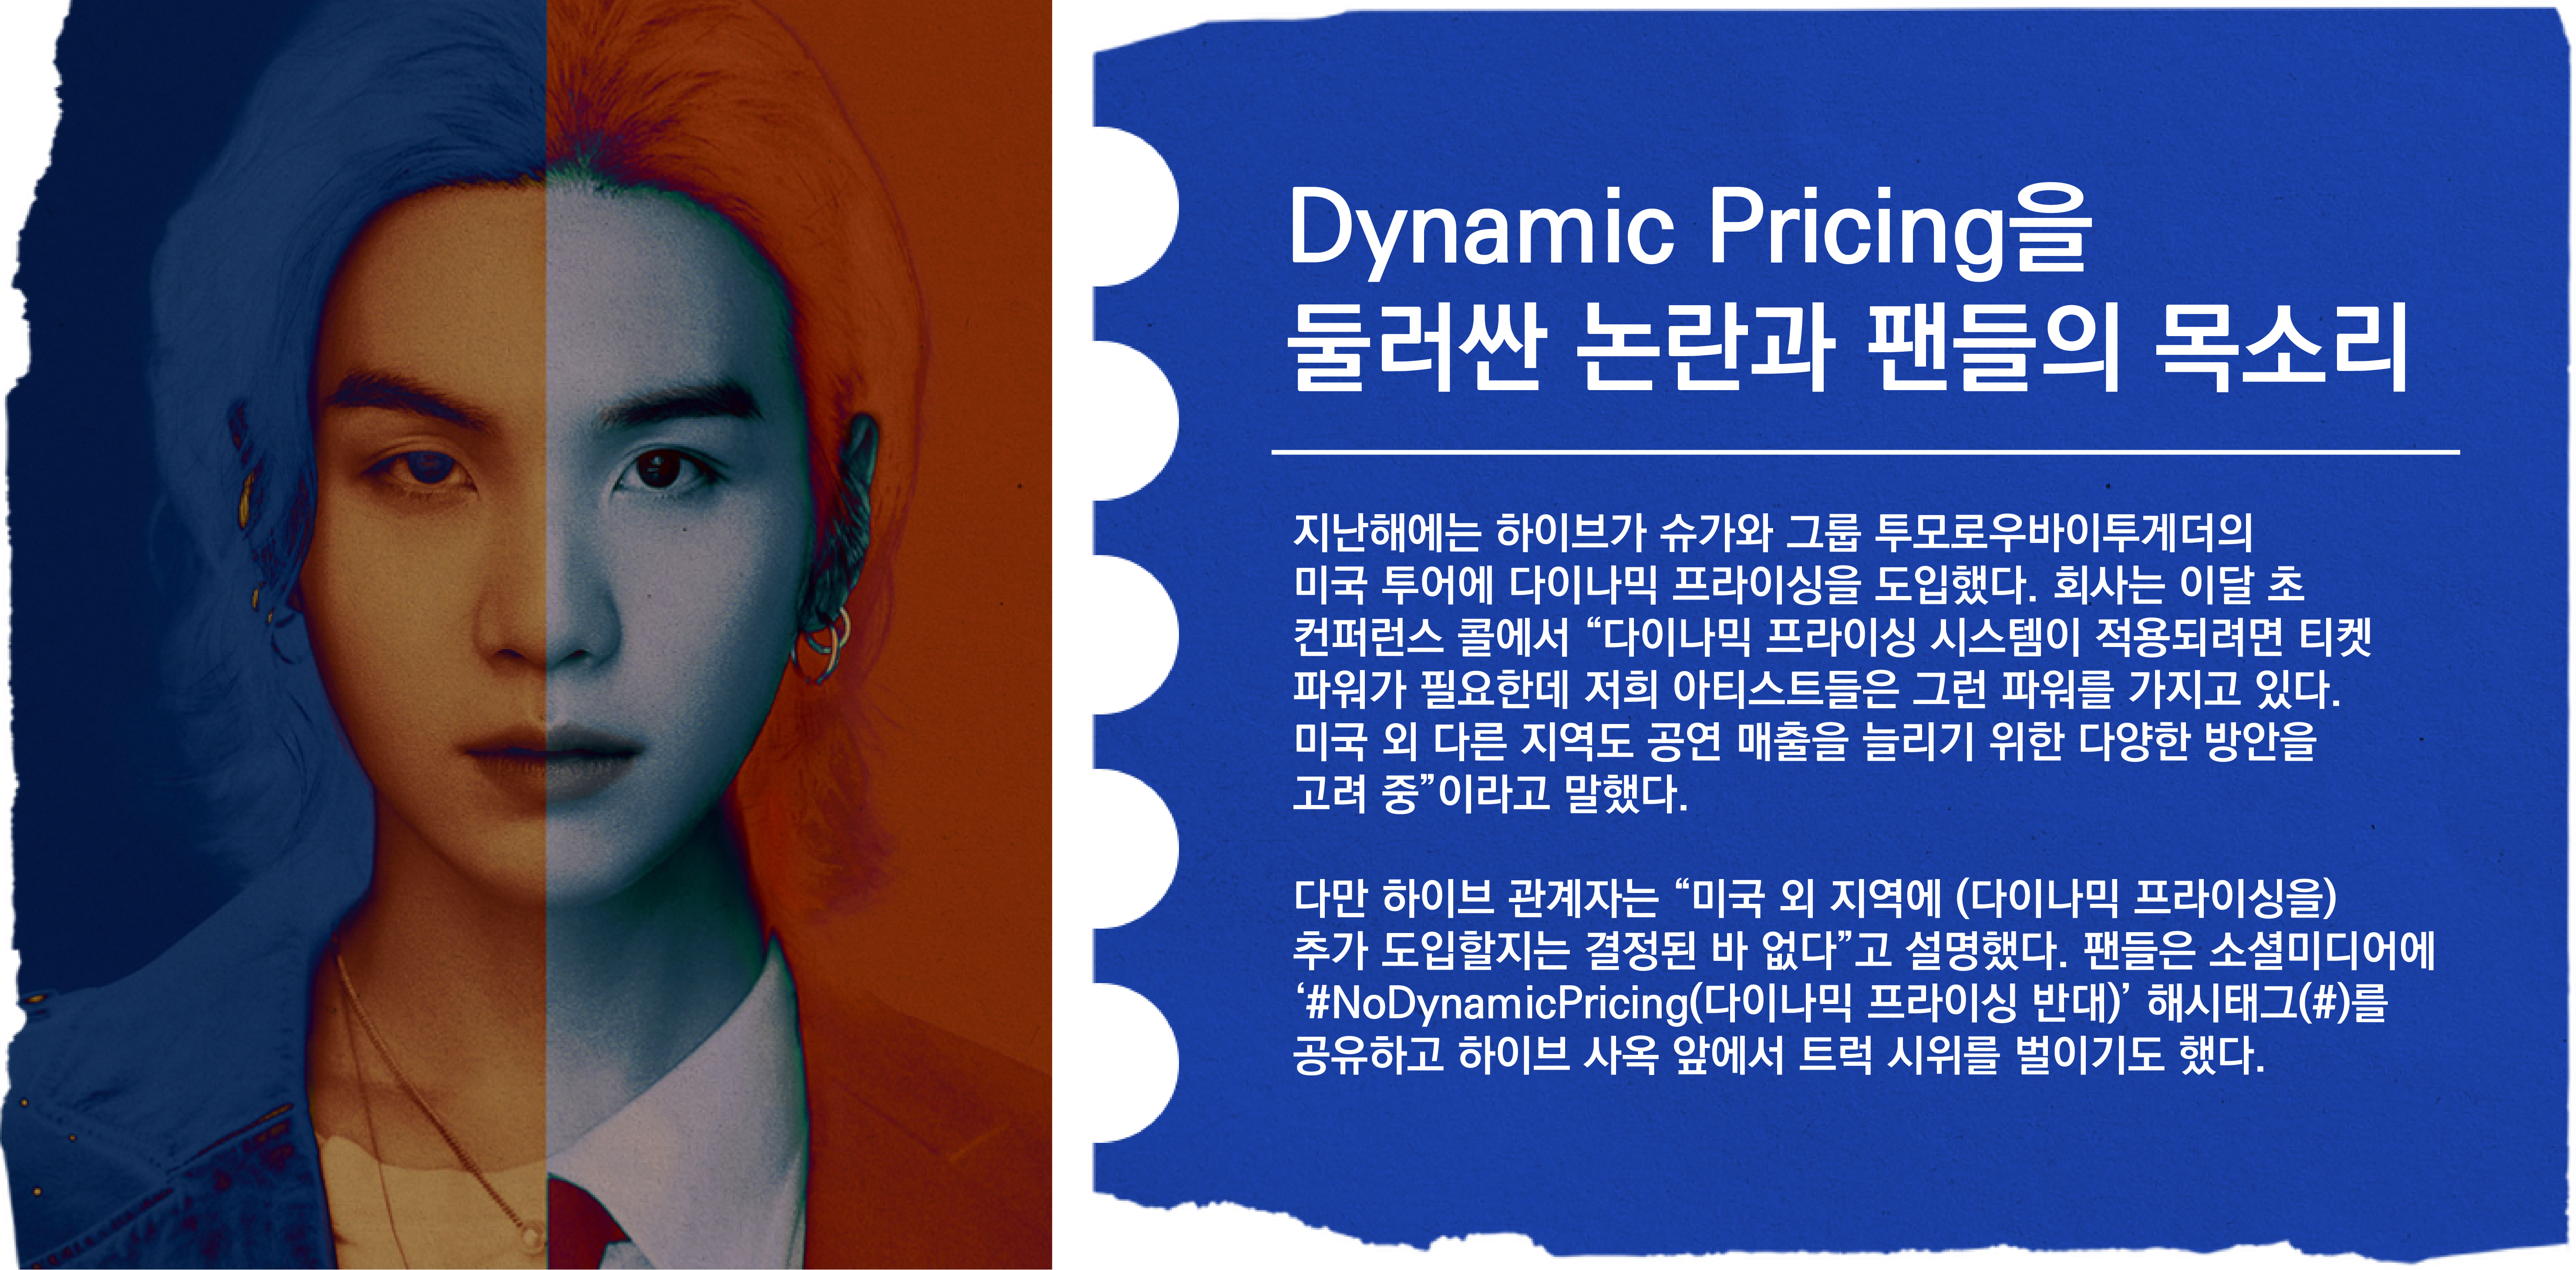 Dynamic Pricing을
둘러싼 논란과 팬들의 목소리
지난해에는 하이브가 슈가와 그룹 투모로우바이투게더의
미국 투어에 다이나믹 프라이싱을 도입했다. 회사는 이달 초
컨퍼런스 콜에서 “다이나믹 프라이싱 시스템이 적용되려면 티켓
파워가 필요한데 저희 아티스트들은 그런 파워를 가지고 있다.
미국 외 다른 지역도 공연 매출을 늘리기 위한 다양한 방안을
고려 중”이라고 말했다.
다만 하이브 관계자는 “미국 외 지역에 (다이나믹 프라이싱을)
추가 도입할지는 결정된 바 없다”고 설명했다. 팬들은 소셜미디어에
‘#NoDynamicPricing(다이나믹 프라이싱 반대)’ 해시태그(#)를
공유하고 하이브 사옥 앞에서 트럭 시위를 벌이기도 했다.